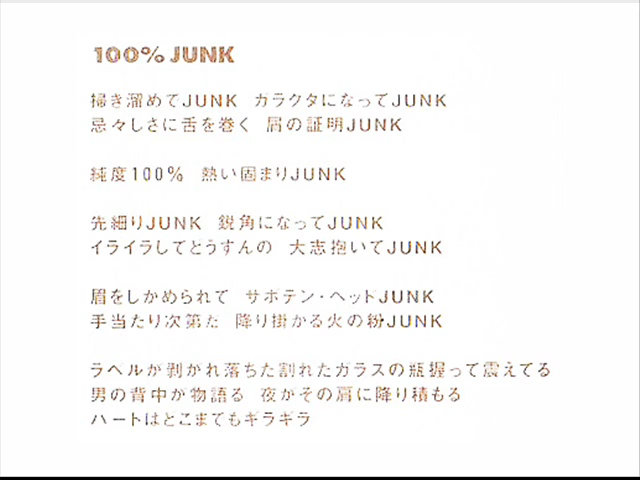 100% JUNK
掃き溜めてJUNK ガラクタになってJUNK
忌々しさに舌を巻く 屑の証明JUNK
純度100% 熱い固まりJUNK
先細りJUNK 鋭角になってJUNK
イライラしてとうすんの 大志抱いてJUNK
眉をしかめられて サボテン・ヘッドJUNK
手当たり次第だ 降り掛かる火の粉JUNK
ラベルが剥がれ落ちた割れたガラスの瓶握って震えてる
男の背中が物語る 夜がその肩に降り積もる
ハートはどこまでもギラギラ